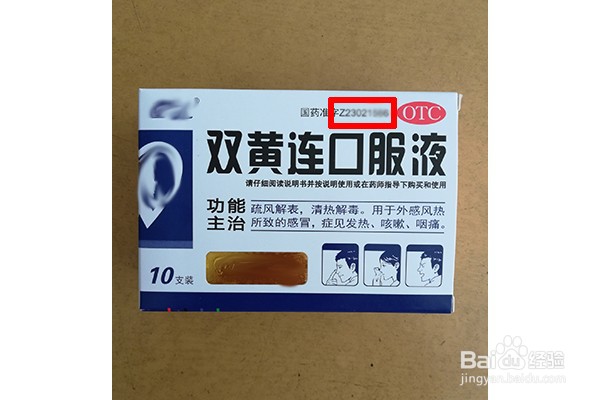 国药准字Z23021
OTC
双黄连口服液
请仔细阅读说明书并按说明使用或在药师指导下购买和使用
功能主治
疏风解表，清热解毒。用于外感风热
所致的感冒，症见发热、咳嗽、咽痛。
10支装
Baidu经验
jingyan.baidu.com